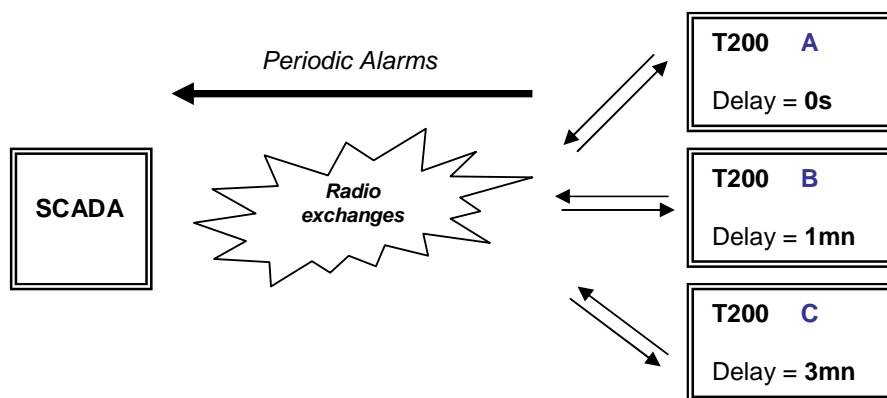 Periodic Alarms
SCADA
Radio
exchanges
T200 A
Delay = 0s
T200 B
Delay = 1mn
T200 C
Delay = 3mn